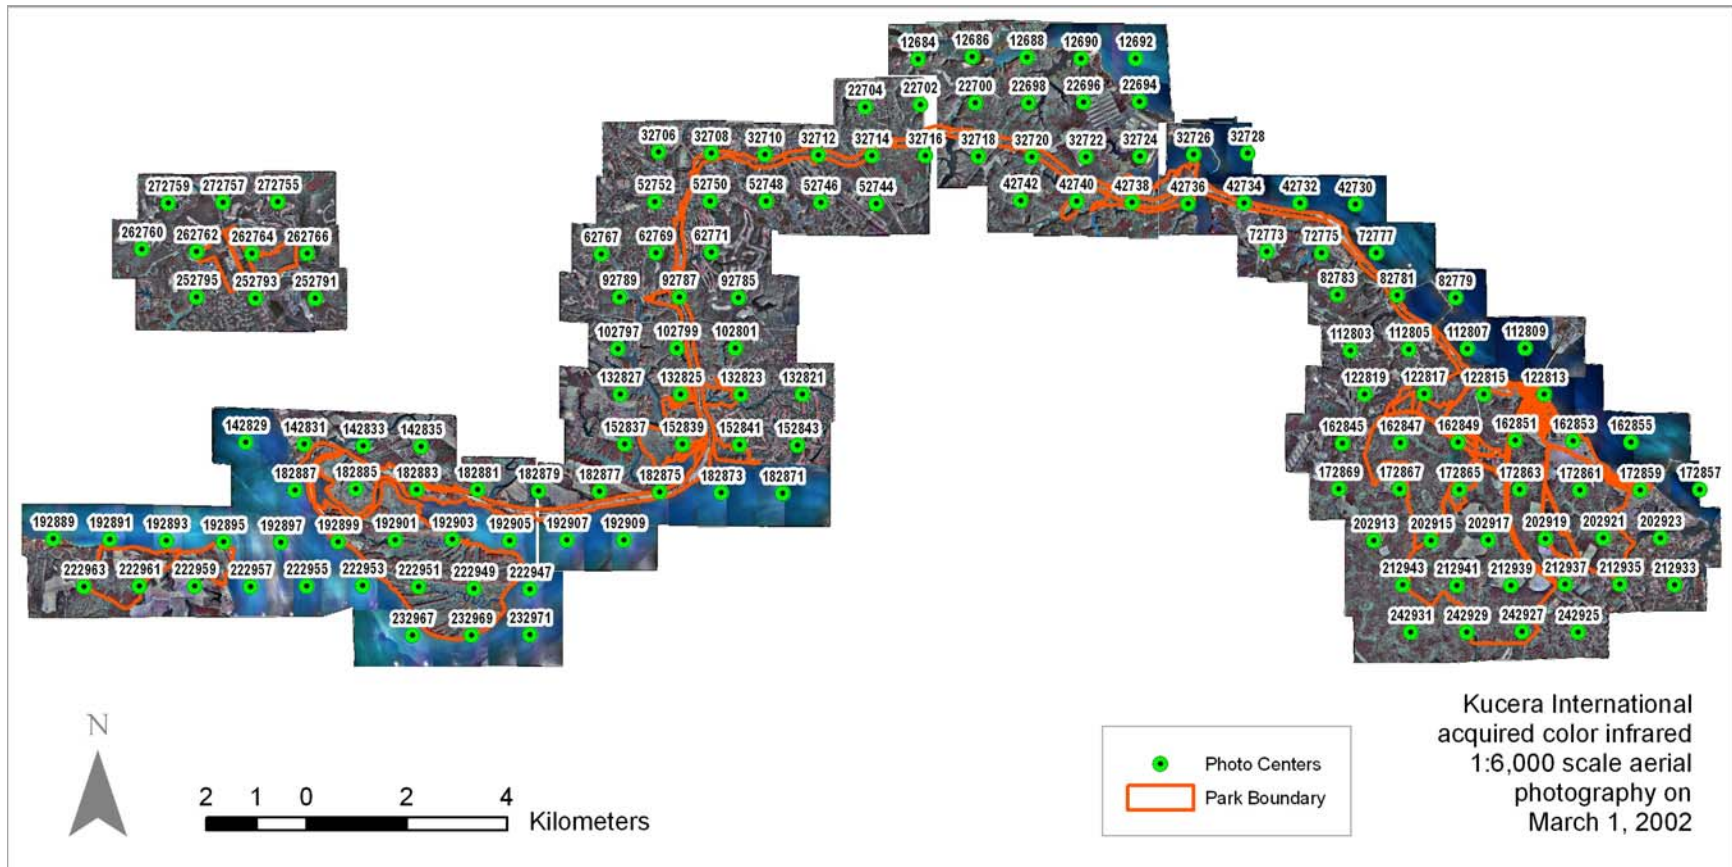 12684 12686 12688 12690 12692
22704 22702 22700 22698 22696 22694
32706 32708 32710 32712 32714 32716 32718 32720 32722 32724 32726 32728
272759 272757 272755 52752 52750 52748 52746 52744 42742 42740 42738 42736 42734 42732 42730
262760 262762 262764 262766 62767 62769 62771 72773 72775 72777
252795 252793 252791 92789 92787 92785 82783 82781 82779
102797 102799 102801 112803 112805 112807 112809
132827 132825 132823 132821 122819 122817 122815 122813
142829 142831 142833 142835 152837 152839 152841 152843 162845 162847 162849 162851 162853 162855
182887 182885 182883 182881 182879 182877 182875 182873 182871 172869 172867 172865 172863 172861 172859 172857
192889 192891 192893 192895 192897 192899 192901 192903 192905 192907 192909 202913 202915 202917 202919 202921 202923
222963 222961 222959 222957 222955 222953 222951 222949 222947 212943 212941 212939 212937 212935 212933
232967 232969 232971 242931 242929 242927 242925
N
2 1 0 2 4
Kilometers
Photo Centers
Park Boundary
Kucera International
acquired color infrared
1:6,000 scale aerial
photography on
March 1, 2002